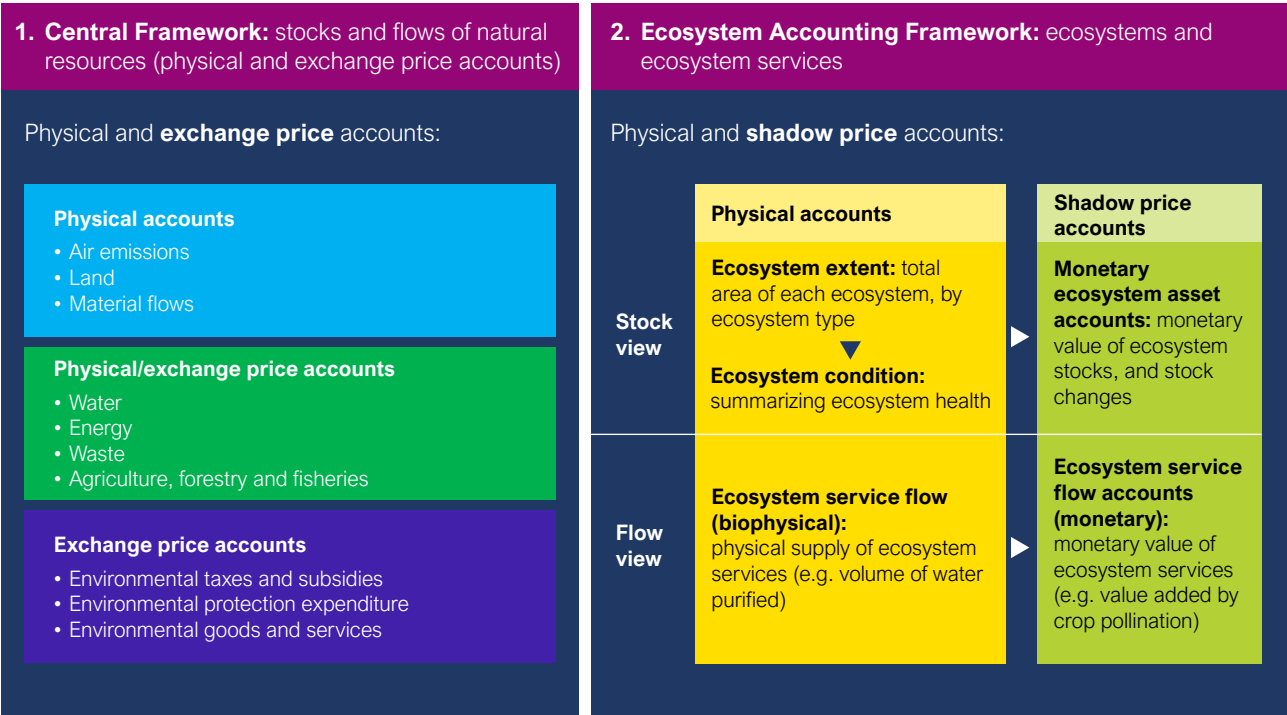 1. Central Framework: stocks and flows of natural
resources (physical and exchange price accounts)
Physical and exchange price accounts:
Physical accounts
• Air emissions
• Land
• Material flows
Physical/exchange price accounts
• Water
• Energy
• Waste
• Agriculture, forestry and fisheries
Exchange price accounts
• Environmental taxes and subsidies
• Environmental protection expenditure
• Environmental goods and services
2. Ecosystem Accounting Framework: ecosystems and
ecosystem services
Physical and shadow price accounts:
Physical accounts
Shadow price
accounts
Stock
view
Ecosystem extent: total
area of each ecosystem, by
ecosystem type
Ecosystem condition:
summarizing ecosystem health
Monetary
ecosystem asset
accounts: monetary
value of ecosystem
stocks, and stock
changes
Flow
view
Ecosystem service flow
(biophysical):
physical supply of ecosystem
services (e.g. volume of water
purified)
Ecosystem service
flow accounts
(monetary):
monetary value of
ecosystem services
(e.g. value added by
crop pollination)